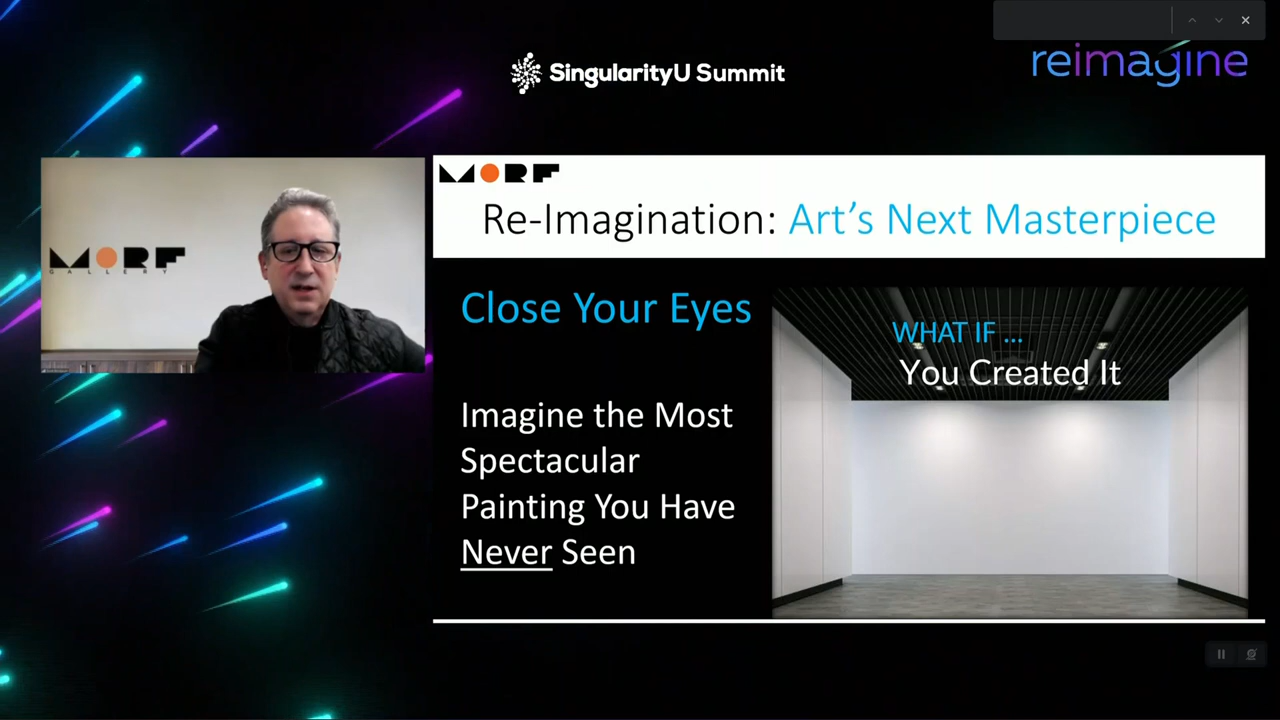 SingularityU Summit
reimagine
MORF
Re-Imagination: Art's Next Masterpiece
MORF
GALLERY
Close Your Eyes
WHAT IF ...
You Created It
Imagine the Most
Spectacular
Painting You Have
Never Seen